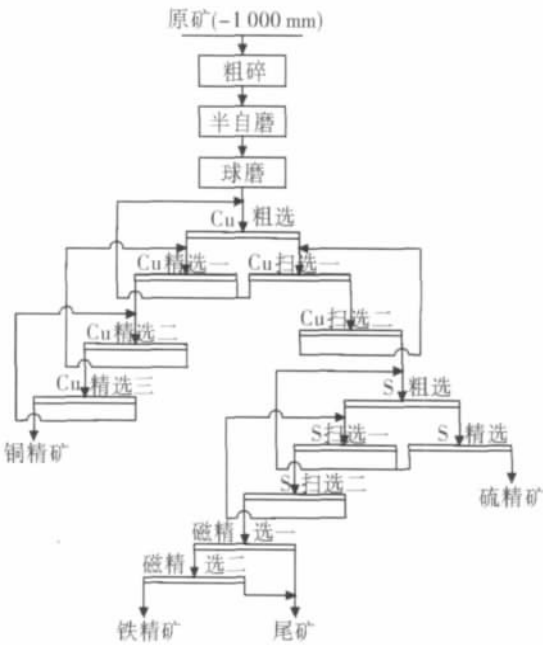 原矿(-1 000 mm)
粗碎
半自磨
球磨
Cu 粗选
Cu 精选一 Cu 扫选一
Cu 精选二 Cu 扫选二
Cu 精选三 S 粗选
S 扫选一 S 精选
铜精矿
S 扫选二 硫精矿
磁精选一
磁精选二
铁精矿 尾矿